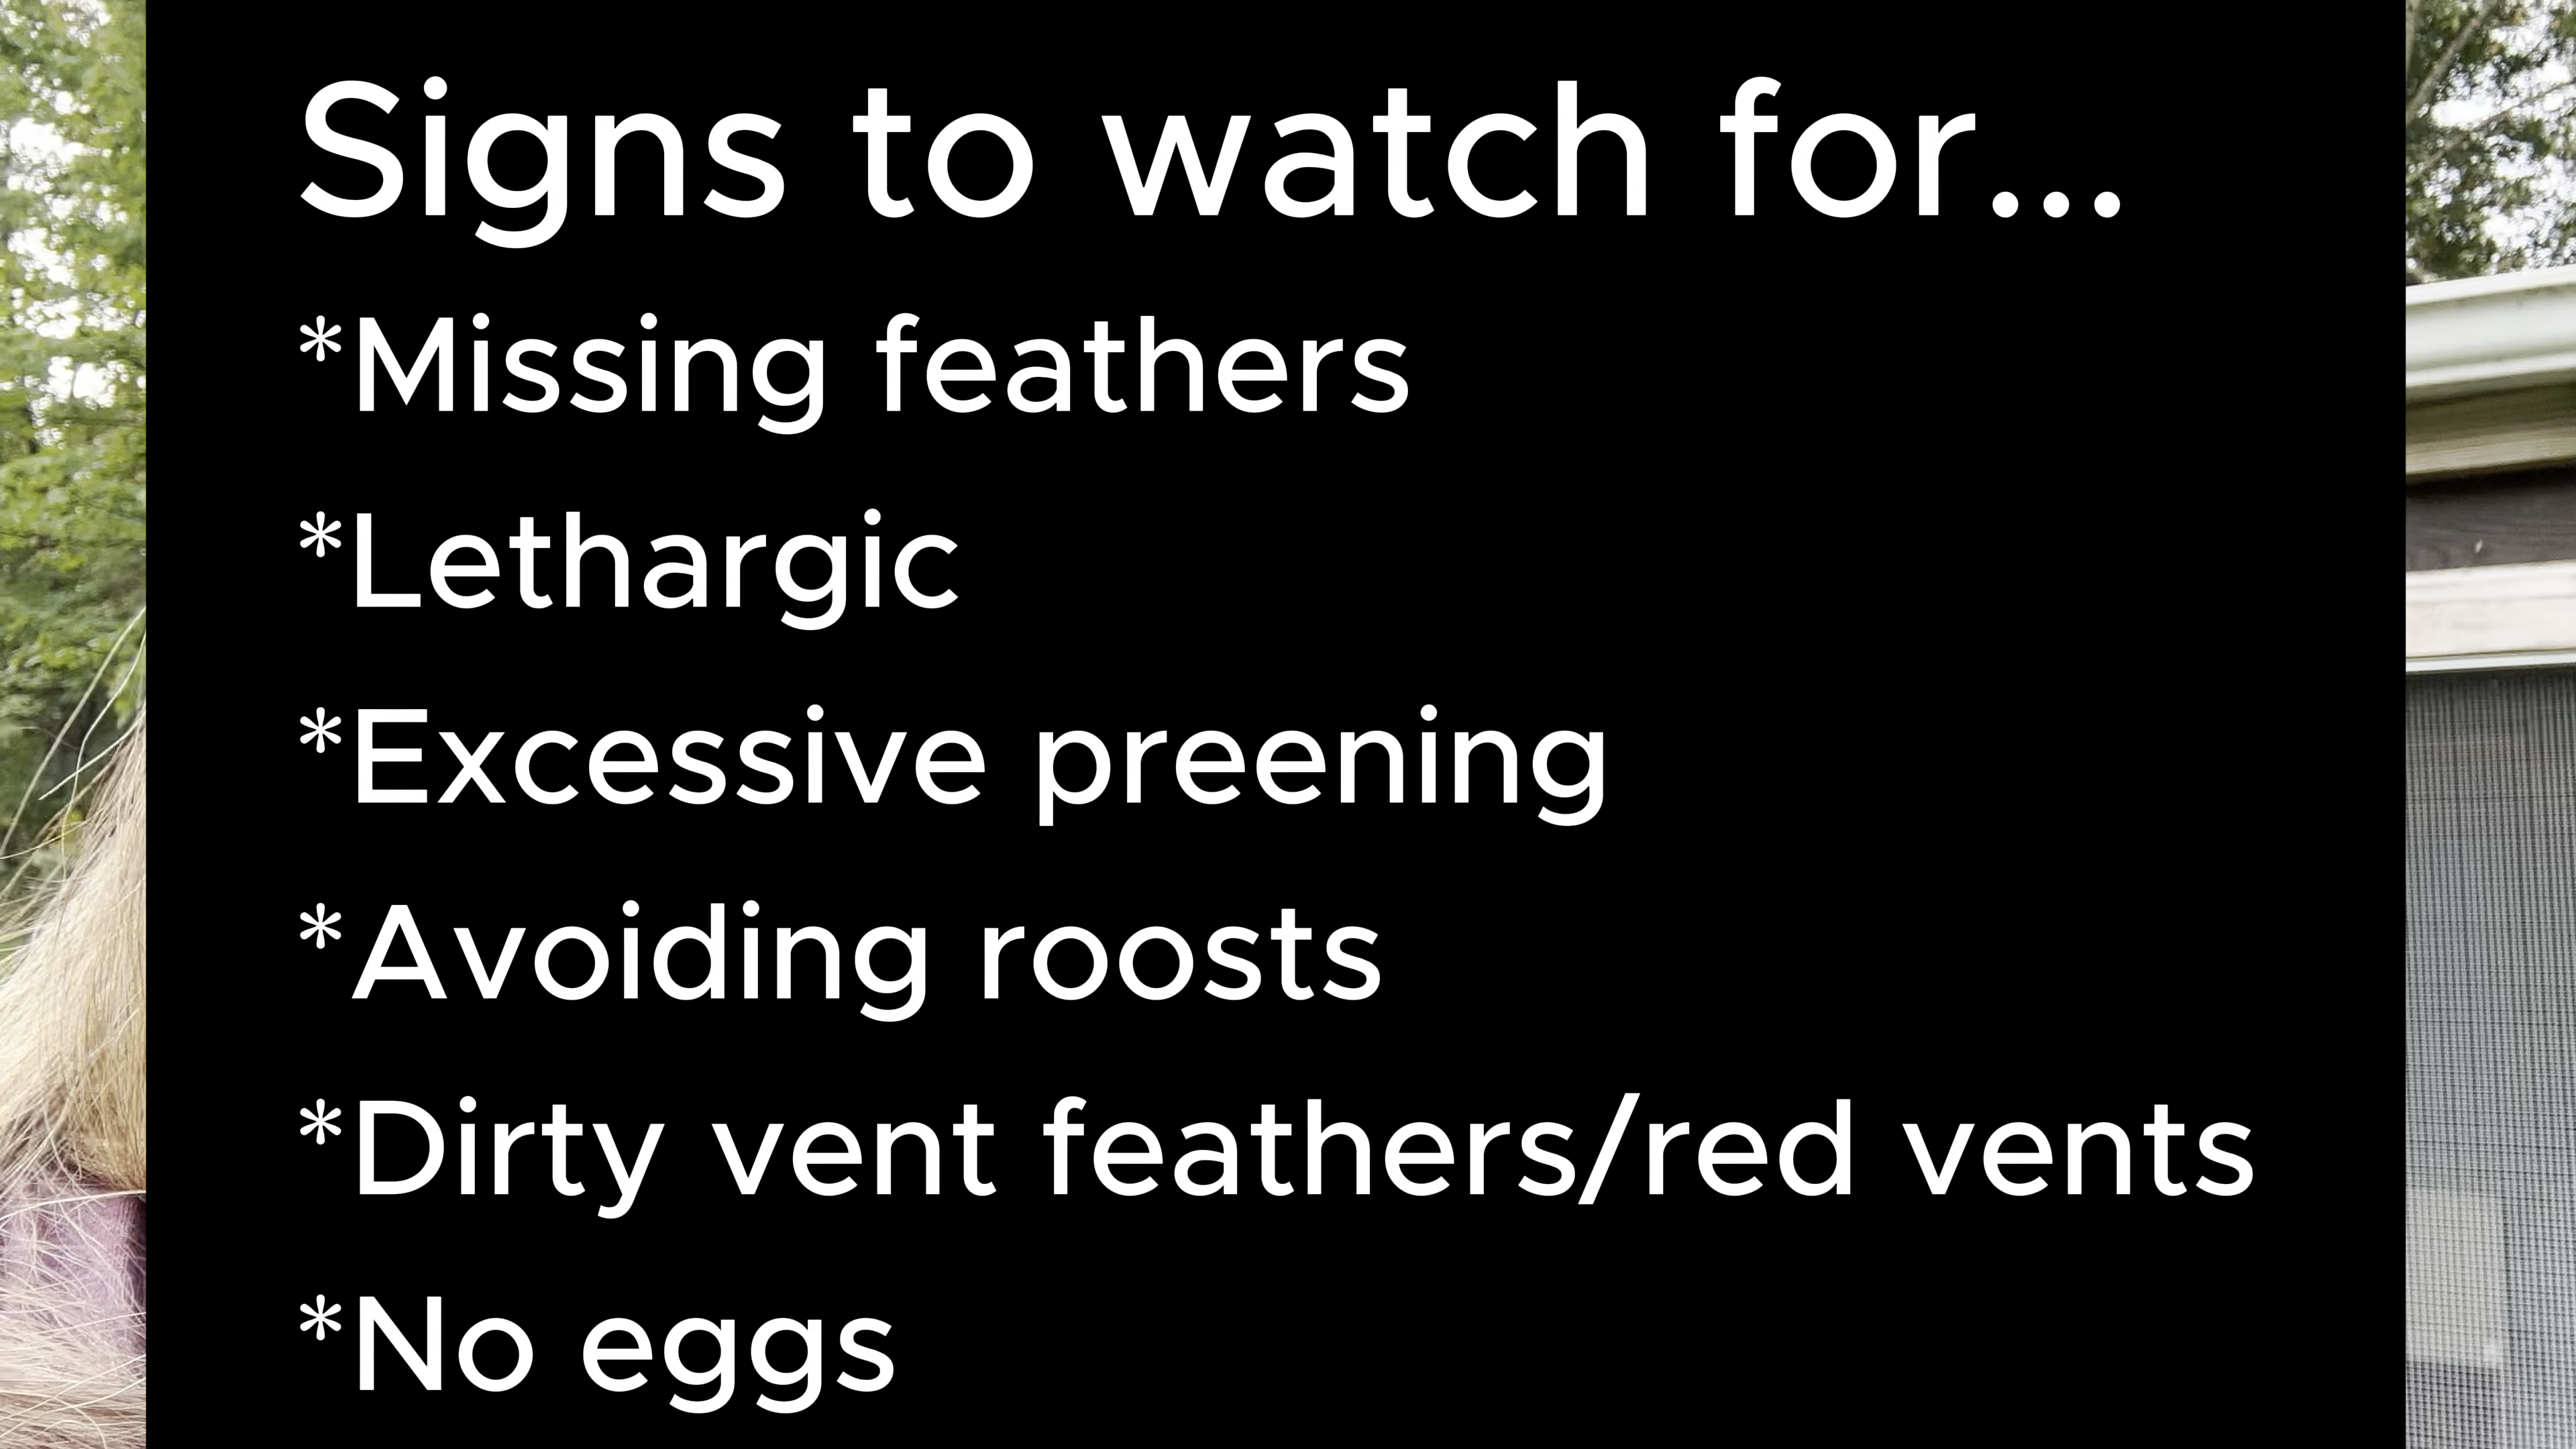 Signs to watch for...
*Missing feathers
*Lethargic
*Excessive preening
*Avoiding roosts
*Dirty vent feathers/red vents
*No eggs